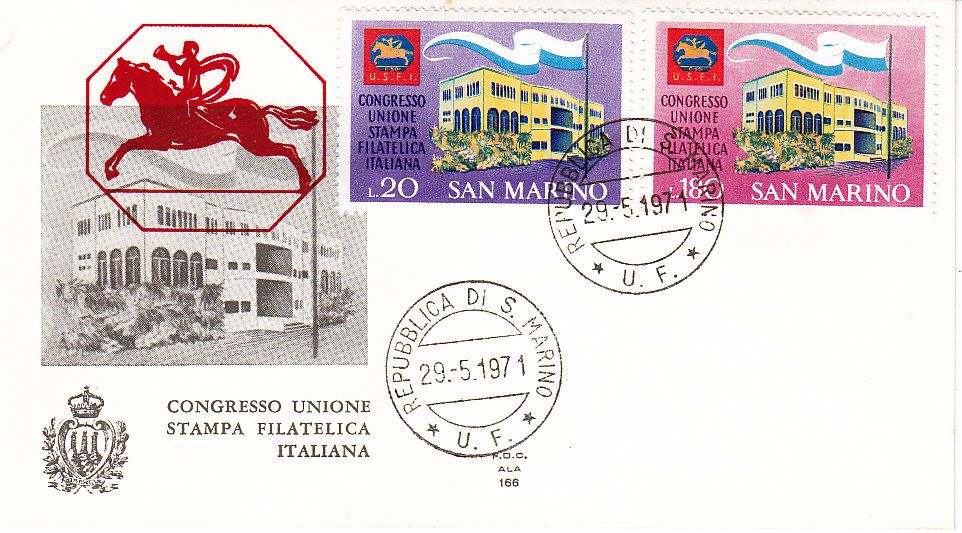 U.S.F.I.
CONGRESSO
UNIONE
STAMPA
FILATELICA
ITALIANA
L.20 SAN MARINO
U.S.F.I.
CONGRESSO
UNIONE
STAMPA
FILATELICA
ITALIANA
L.180 SAN MARINO
REPUBBLICA DI S. MARINO
29.-5.1971
U. F.
REPUBBLICA DI S. MARINO
29.-5.1971
U. F.
CONGRESSO UNIONE
STAMPA FILATELICA
ITALIANA
F.D.C.
ALA
166